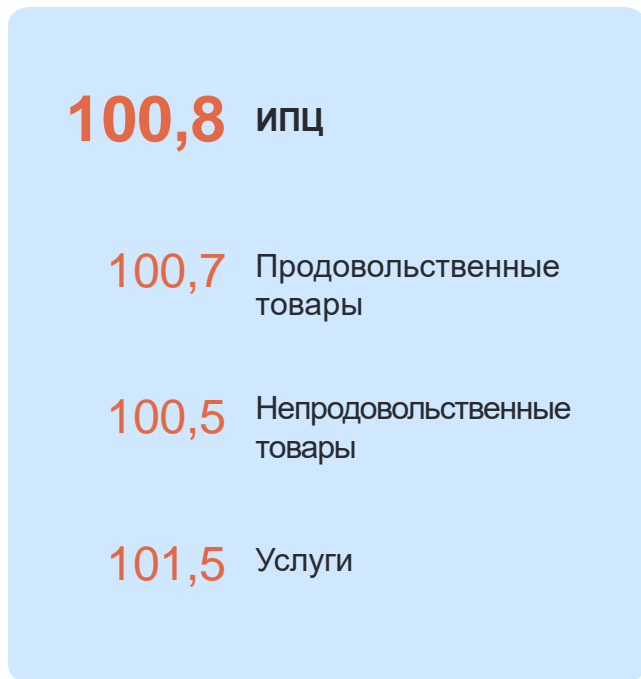 100,8 ИПЦ
100,7 Продовольственные
товары
100,5 Непродовольственные
товары
101,5 Услуги